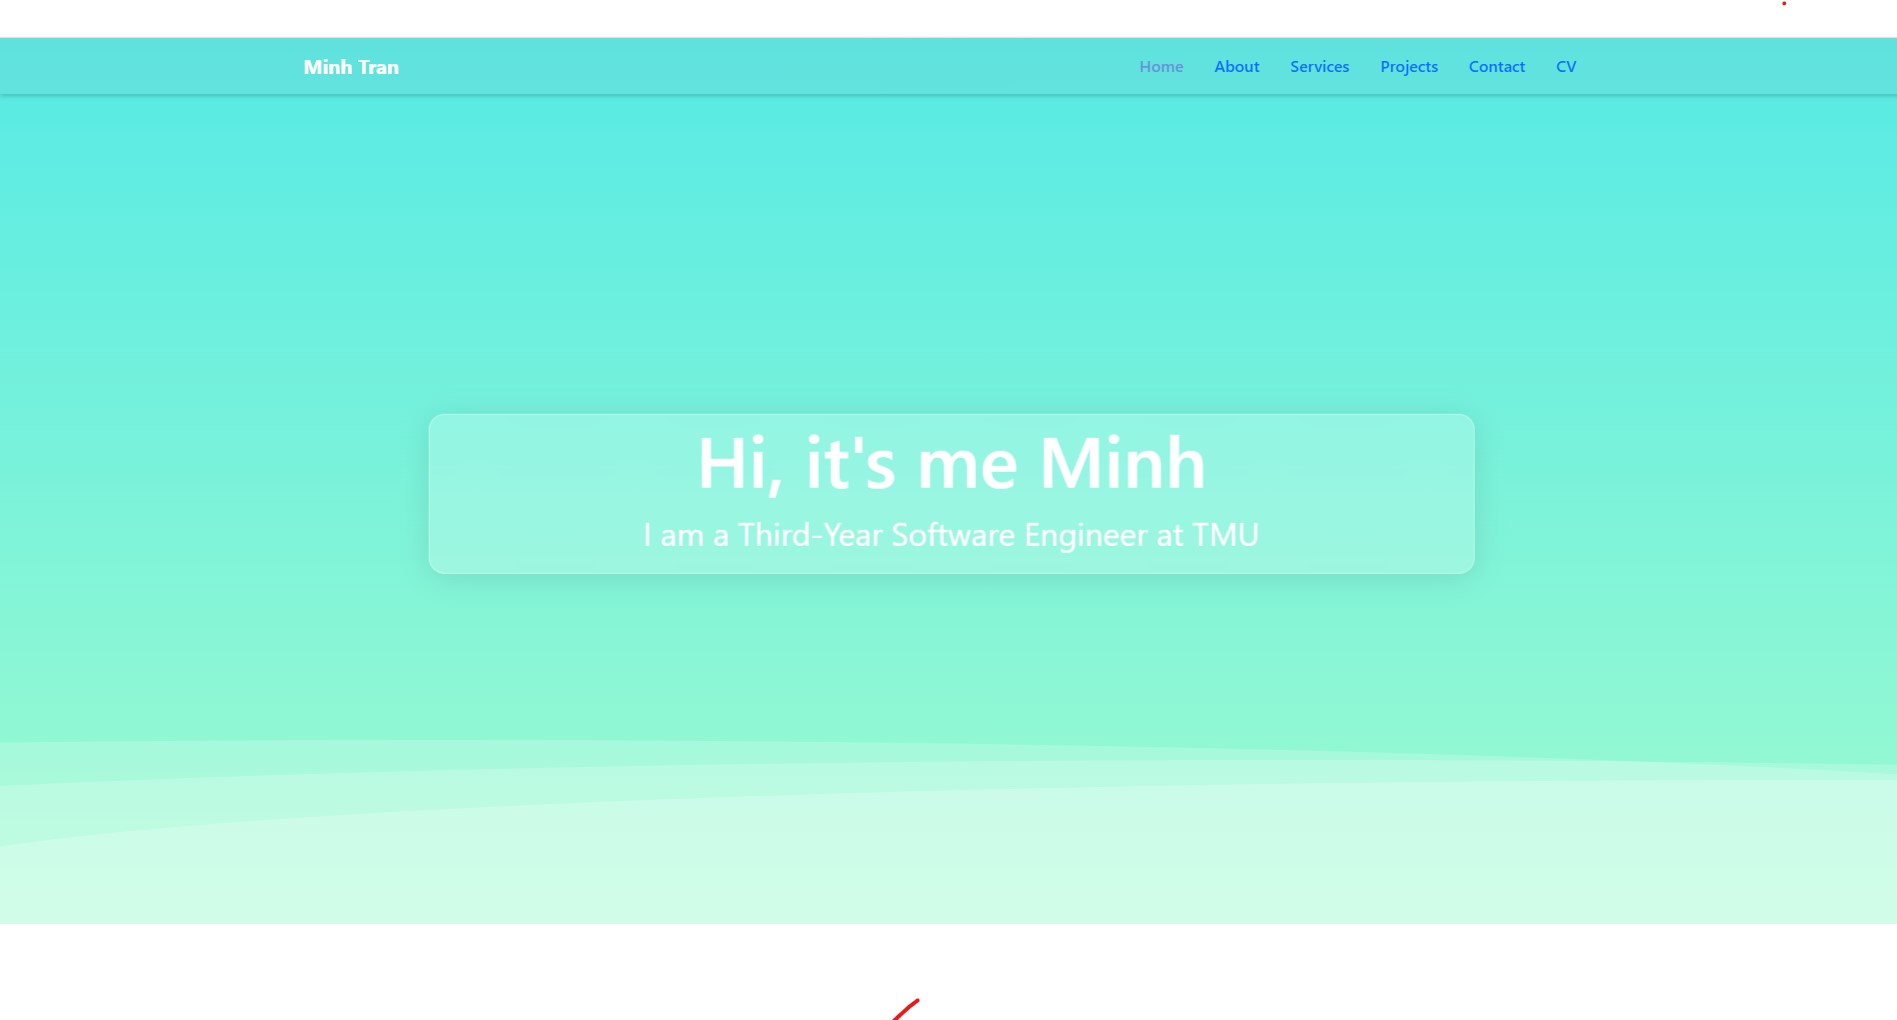 Minh Tran
Home About Services Projects Contact CV
Hi, it's me Minh
I am a Third-Year Software Engineer at TMU